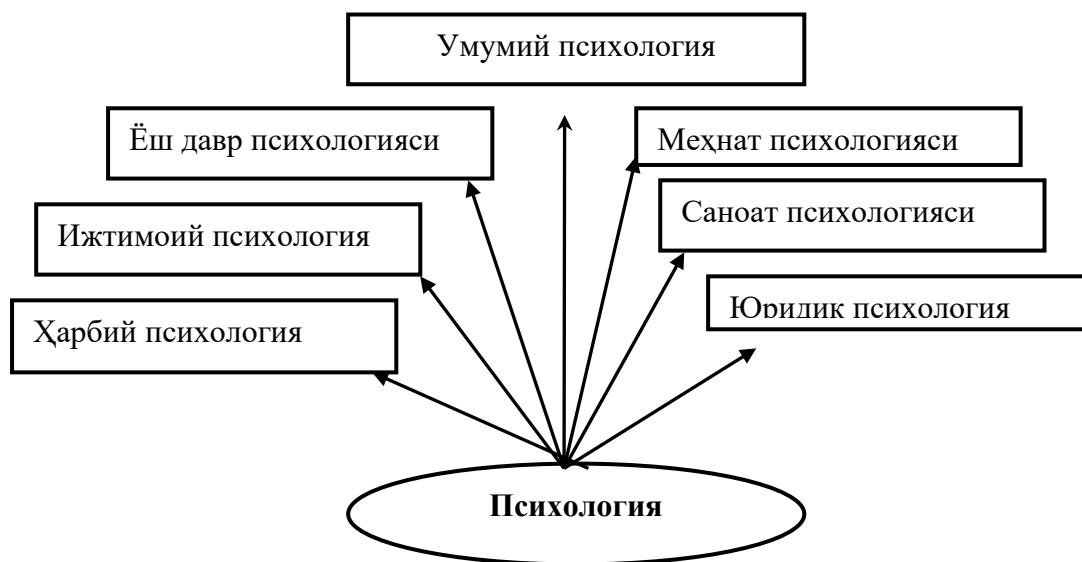 Умумий психология
Ёш давр психологияси
Меҳнат психологияси
Саноат психологияси
Ижтимоий психология
Юридик психология
Ҳарбий психология
Психология